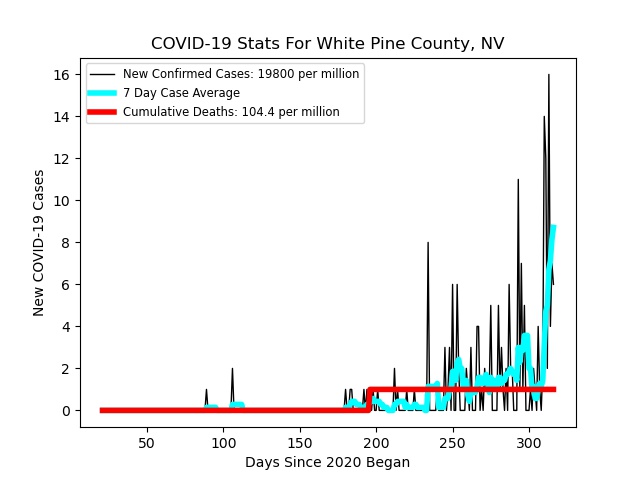 COVID-19 Stats For White Pine County, NV
New Confirmed Cases: 19800 per million
7 Day Case Average
Cumulative Deaths: 104.4 per million
New COVID-19 Cases
16
14
12
10
8
6
4
2
0
50 100 150 200 250 300
Days Since 2020 Began